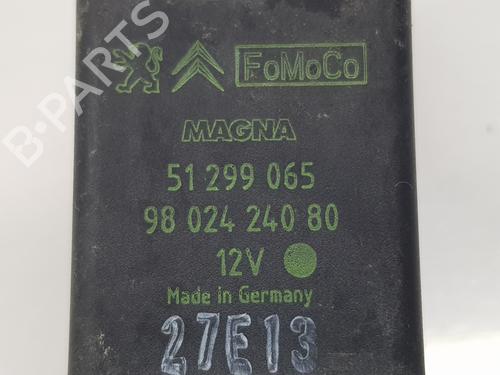 FoMoCo
MAGNA
51 299 065
98 024 240 80
12V
Made in Germany
27E13
B-PARTS